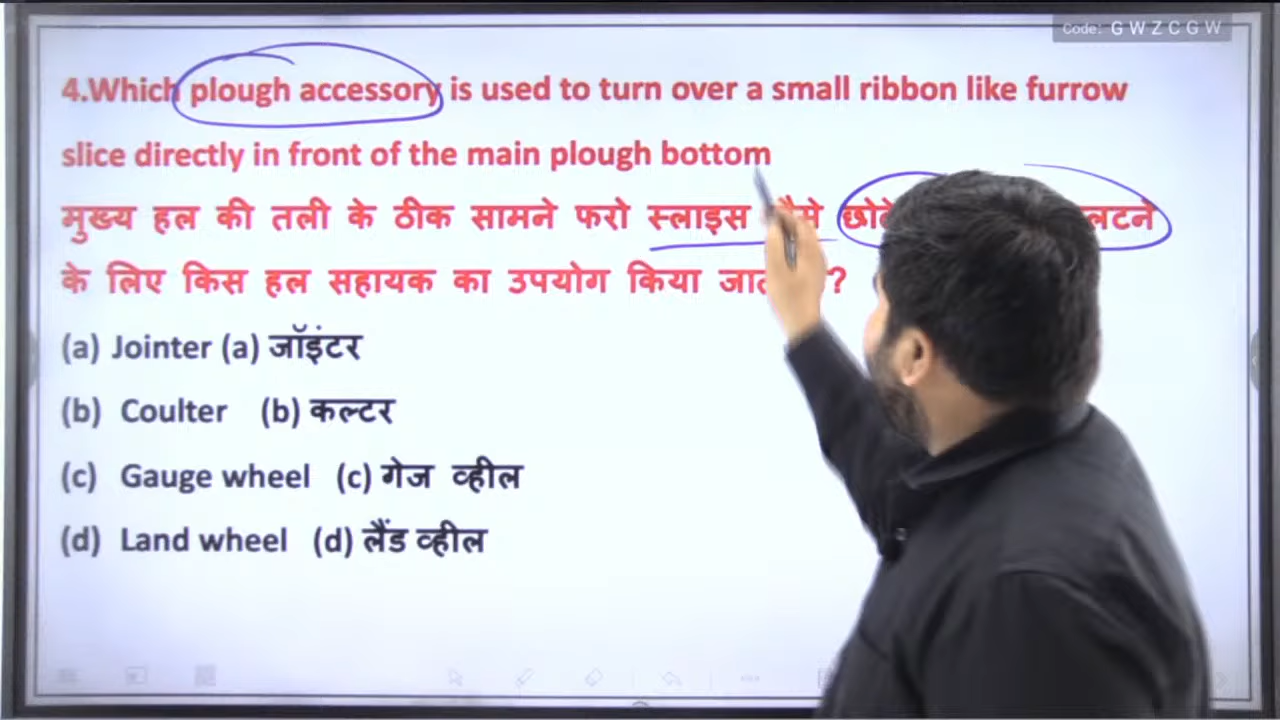 Code: G W Z C G W
4.Which plough accessory is used to turn over a small ribbon like furrow
slice directly in front of the main plough bottom
मुख्य हल की तली के ठीक सामने फरो स्लाइस
के लिए किस हल सहायक का उपयोग किया ?
(a) Jointer (a) जॉइंटर
(b) Coulter (b) कल्टर
(c) Gauge wheel (c) गेज व्हील
(d) Land wheel (d) लैंड व्हील